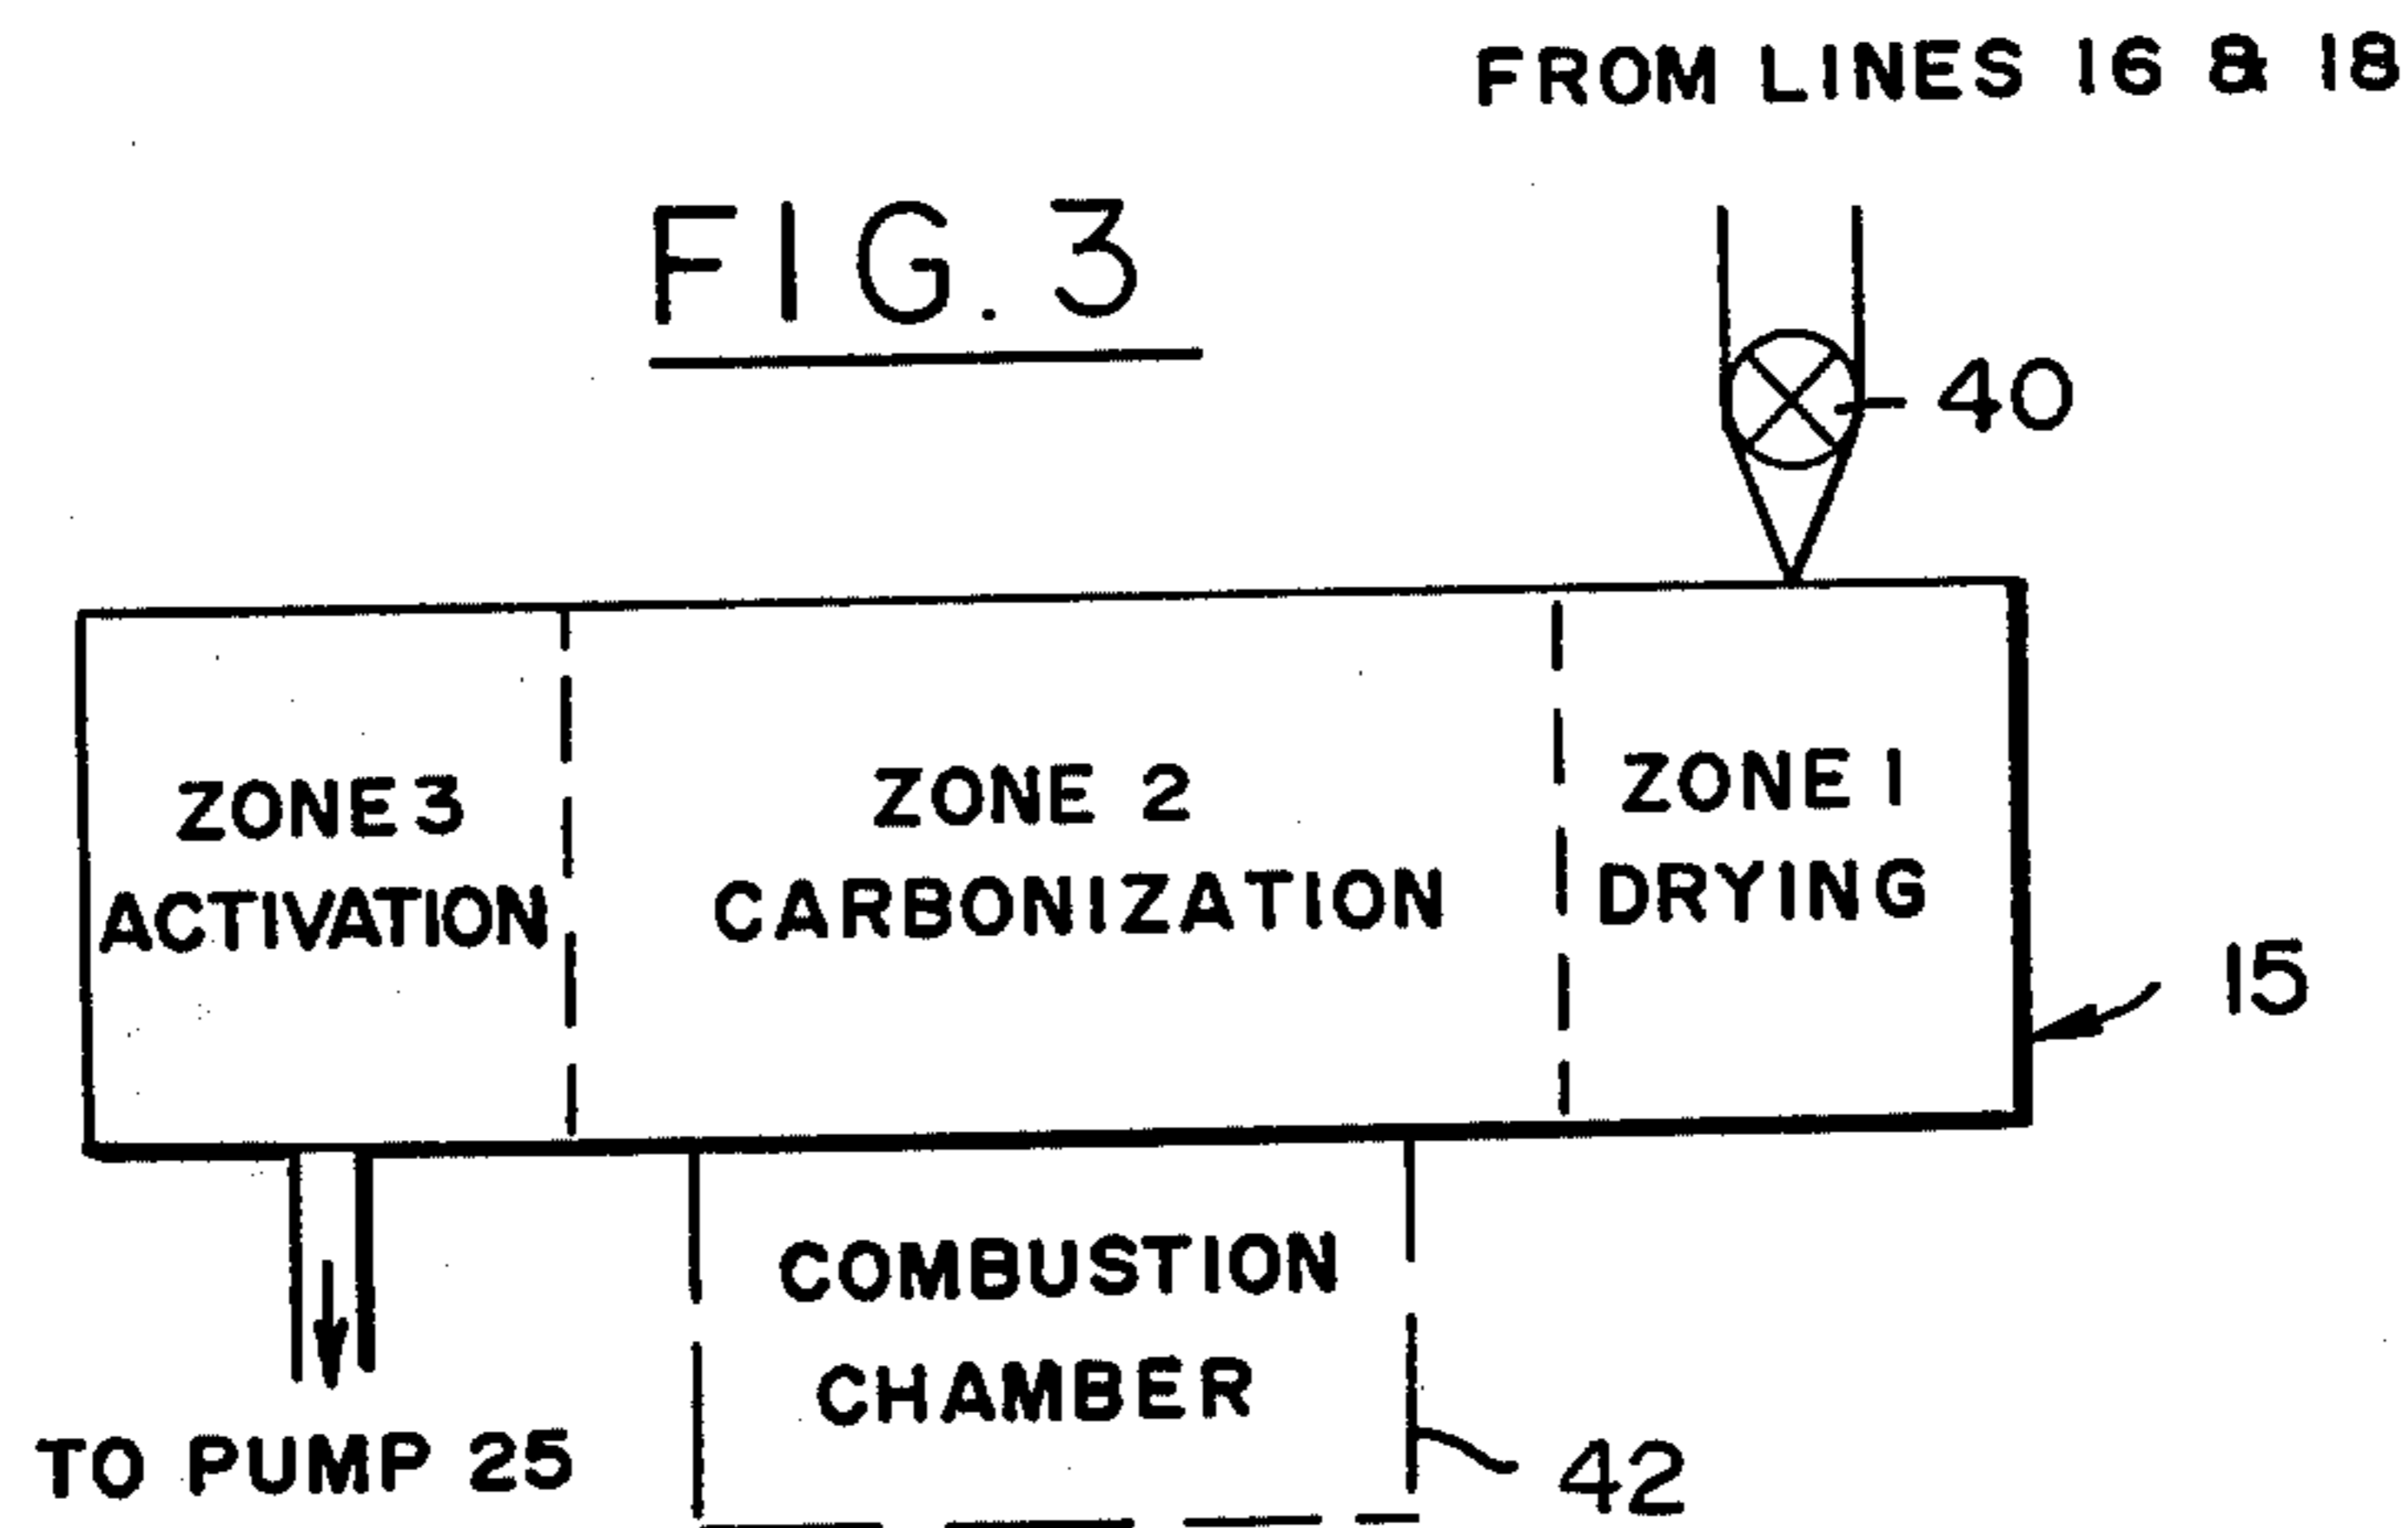 FROM LINES 16 & 18
FIG. 3
40
ZONE 3
ACTIVATION
ZONE 2
CARBONIZATION
ZONE 1
DRYING
15
COMBUSTION
CHAMBER
TO PUMP 25
42